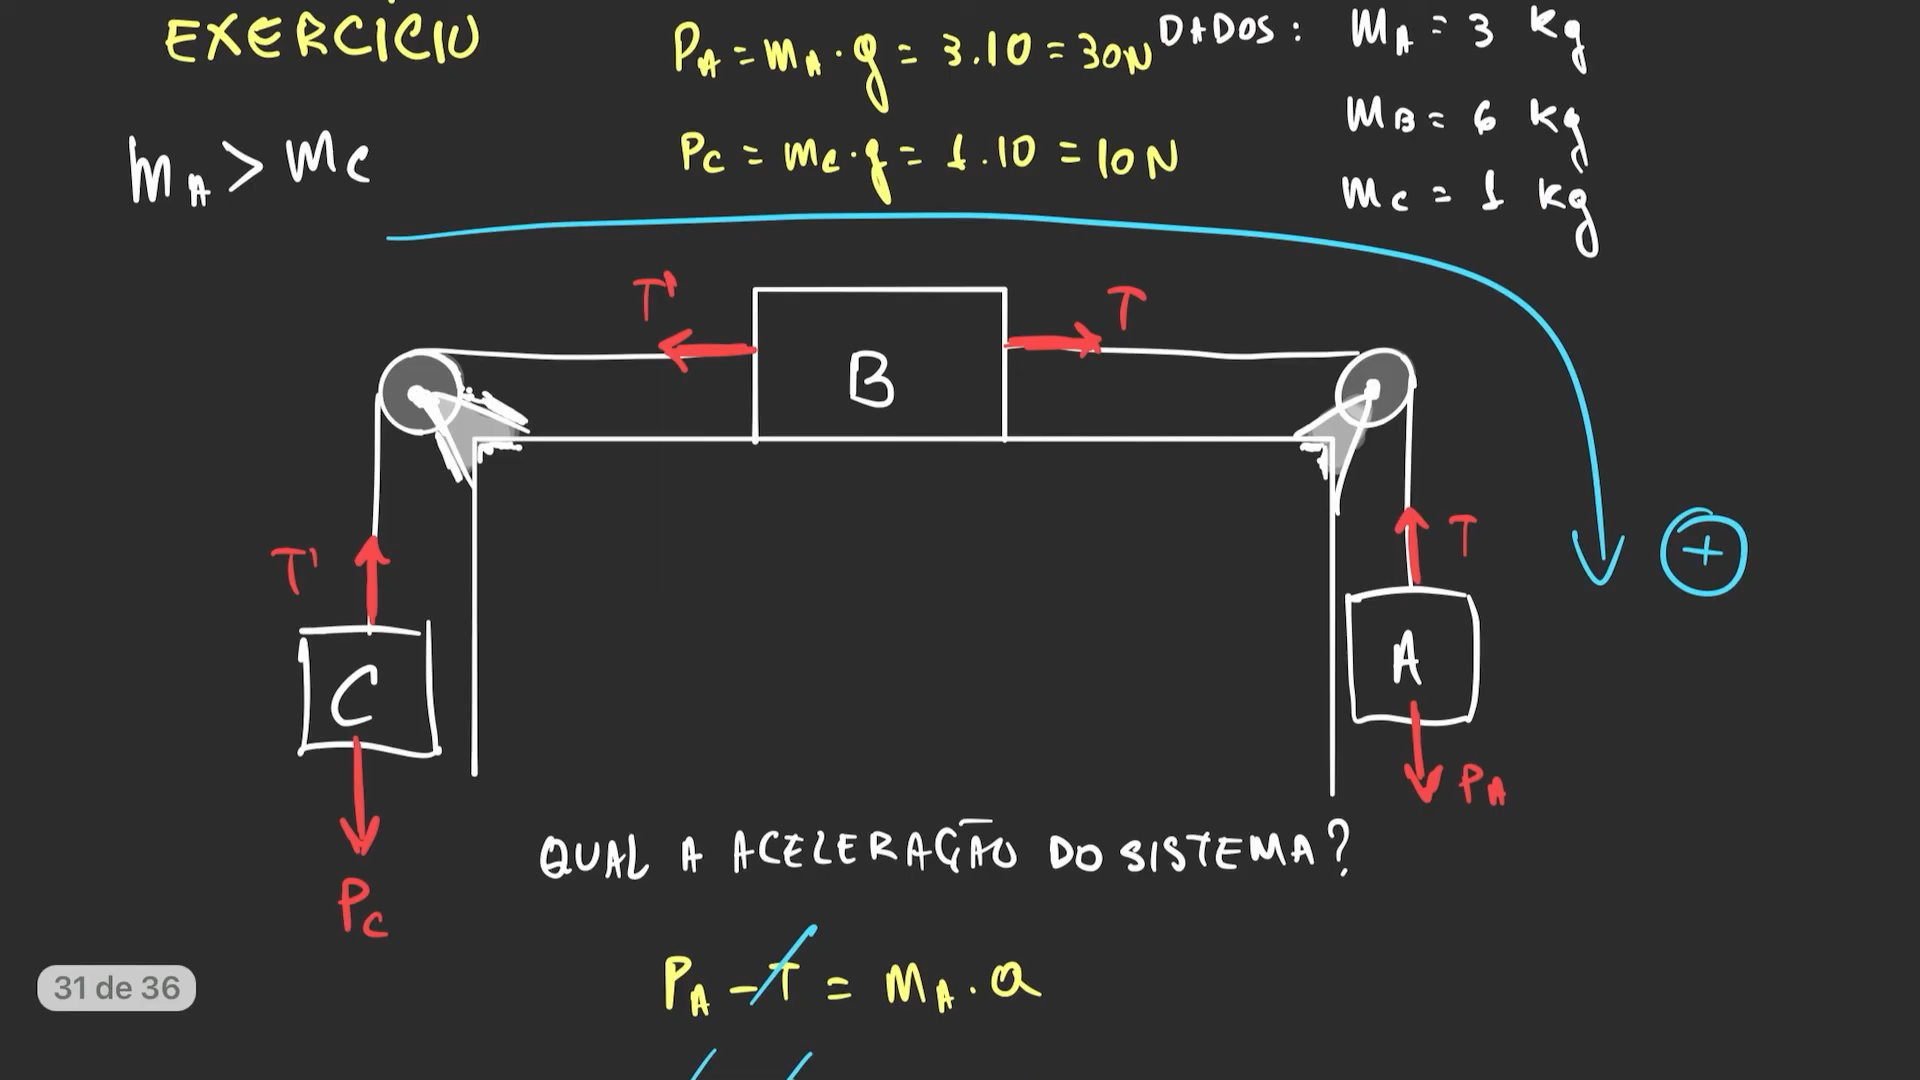 EXERCÍCIO
PA = mA . g = 3.10 = 30N
DADOS : mA = 3 kg
mB = 6 kg
mA > mC
PC = mC . g = 1.10 = 10N
mC = 1 kg
T'
T
B
T'
T
+
C
A
PA
QUAL A ACELERAÇÃO DO SISTEMA?
PC
PA - T = mA . a
31 de 36